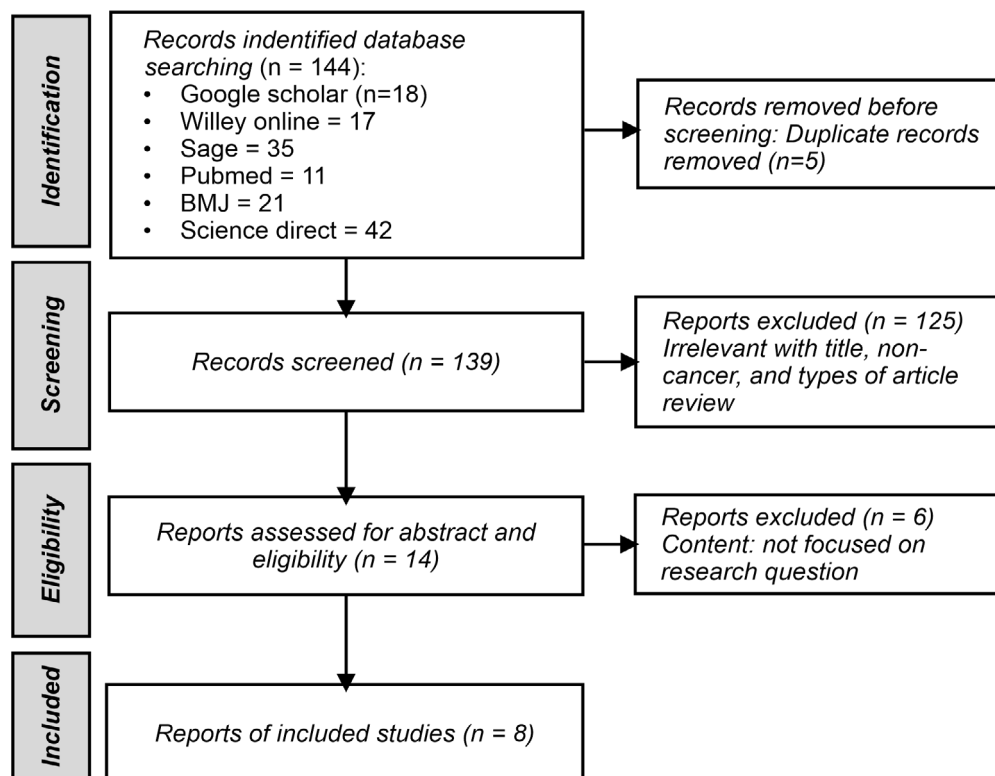 Identification
Records indentified database
searching (n = 144):
• Google scholar (n=18)
• Willey online = 17
• Sage = 35
• Pubmed = 11
• BMJ = 21
• Science direct = 42
Records removed before
screening: Duplicate records
removed (n=5)
Screening
Records screened (n = 139)
Reports excluded (n = 125)
Irrelevant with title, non-
cancer, and types of article
review
Eligibility
Reports assessed for abstract and
eligibility (n = 14)
Reports excluded (n = 6)
Content: not focused on
research question
Included
Reports of included studies (n = 8)